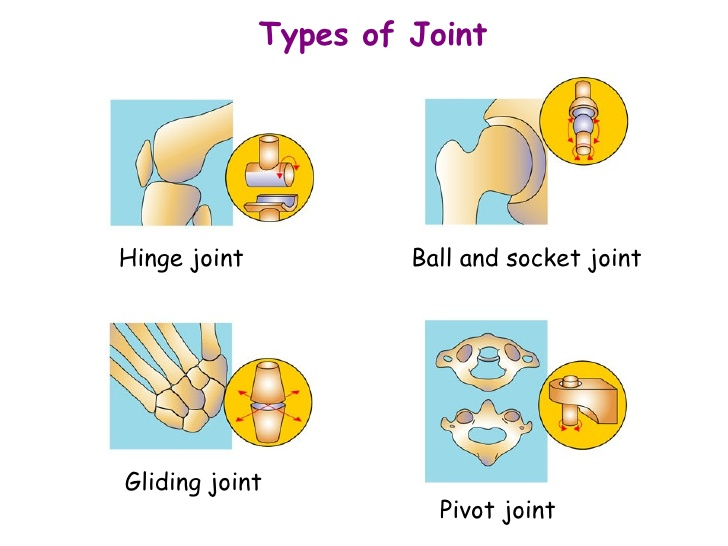 Types of Joint
Hinge joint
Ball and socket joint
Gliding joint
Pivot joint